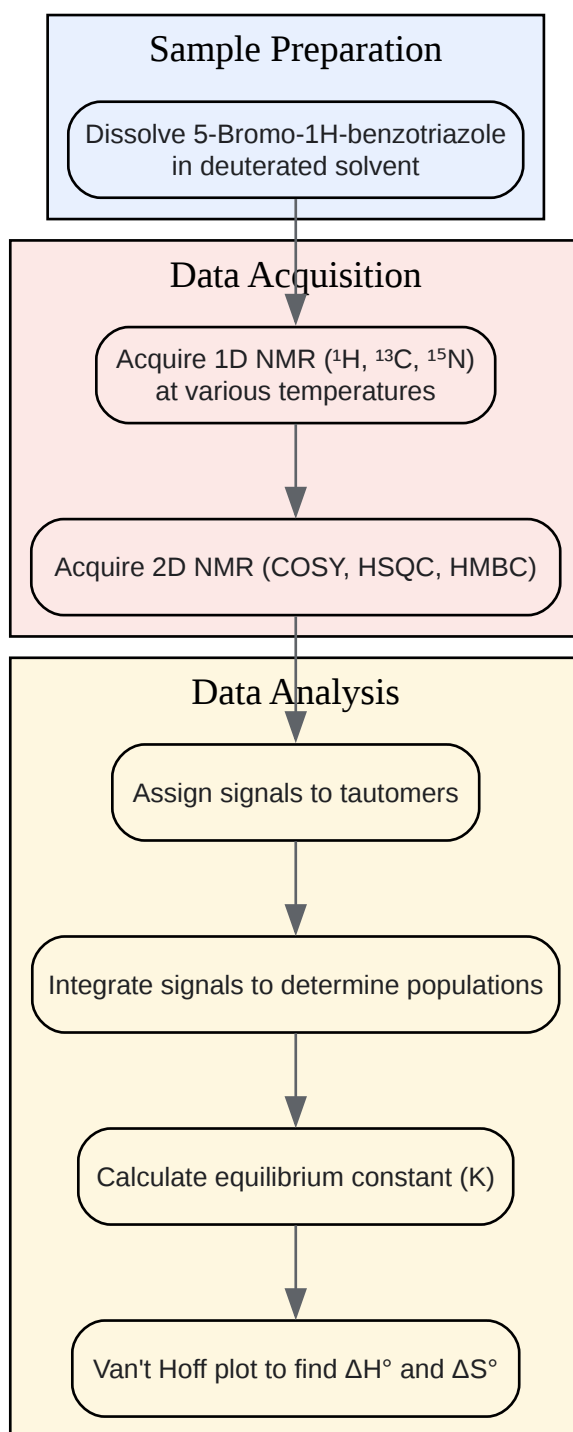 Sample Preparation
Dissolve 5-Bromo-1H-benzotriazole
in deuterated solvent
Data Acquisition
Acquire 1D NMR (¹H, ¹³C, ¹⁵N)
at various temperatures
Acquire 2D NMR (COSY, HSQC, HMBC)
Data Analysis
Assign signals to tautomers
Integrate signals to determine populations
Calculate equilibrium constant (K)
Van't Hoff plot to find ΔH° and ΔS°